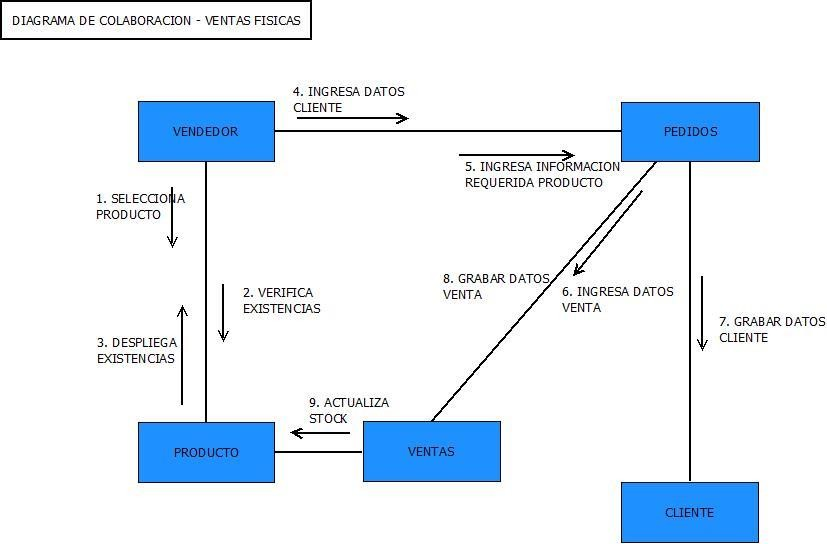 DIAGRAMA DE COLABORACION - VENTAS FISICAS
4. INGRESA DATOS
CLIENTE
VENDEDOR
PEDIDOS
5. INGRESA INFORMACION
REQUERIDA PRODUCTO
1. SELECCIONA
PRODUCTO
8. GRABAR DATOS
VENTA
6. INGRESA DATOS
VENTA
2. VERIFICA
EXISTENCIAS
7. GRABAR DATOS
CLIENTE
3. DESPLIEGA
EXISTENCIAS
9. ACTUALIZA
STOCK
PRODUCTO
VENTAS
CLIENTE